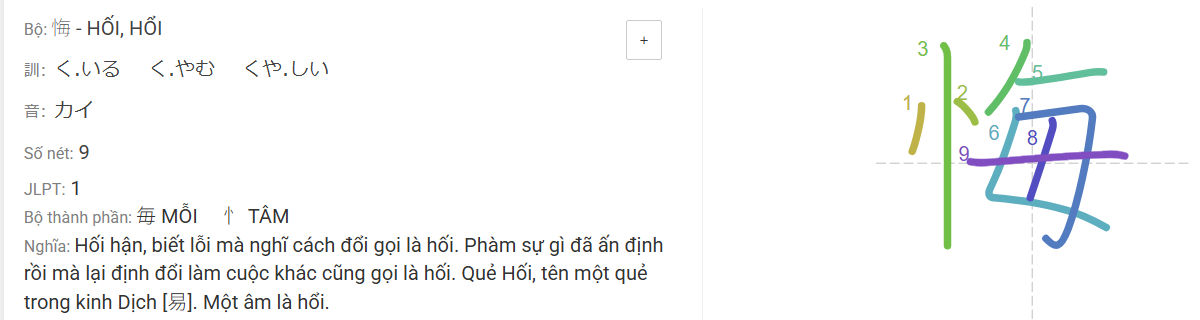 Bộ: 悔 - HỐI, HỔI
+
訓: く.いる く.やむ くや.しい
音: カイ
Số nét: 9
JLPT: 1
Bộ thành phần: 毎 MỖI 忄 TÂM
Nghĩa: Hối hận, biết lỗi mà nghĩ cách đổi gọi là hối. Phàm sự gì đã ấn định
rồi mà lại định đổi làm cuộc khác cũng gọi là hối. Quẻ Hối, tên một quẻ
trong kinh Dịch [易]. Một âm là hổi.
悔
1 2 3 4 5 6 7 8 9